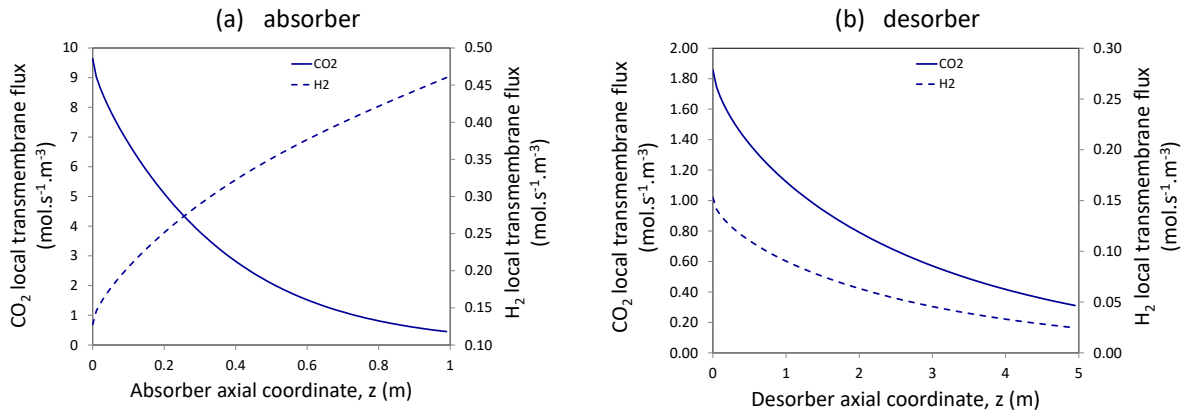 (a) absorber
CO₂ local transmembrane flux
(mol.s⁻¹.m⁻³)
10
9
8
7
6
5
4
3
2
1
0
CO2
H2
0.50
0.45
0.40
0.35
0.30
0.25
0.20
0.15
0.10
H₂ local transmembrane flux
(mol.s⁻¹.m⁻³)
0 0.2 0.4 0.6 0.8 1
Absorber axial coordinate, z (m)
(b) desorber
CO₂ local transmembrane flux
(mol.s⁻¹.m⁻³)
2.00
1.80
1.60
1.40
1.20
1.00
0.80
0.60
0.40
0.20
0.00
CO2
H2
0.30
0.25
0.20
0.15
0.10
0.05
0.00
H₂ local transmembrane flux
(mol.s⁻¹.m⁻³)
0 1 2 3 4 5
Desorber axial coordinate, z (m)